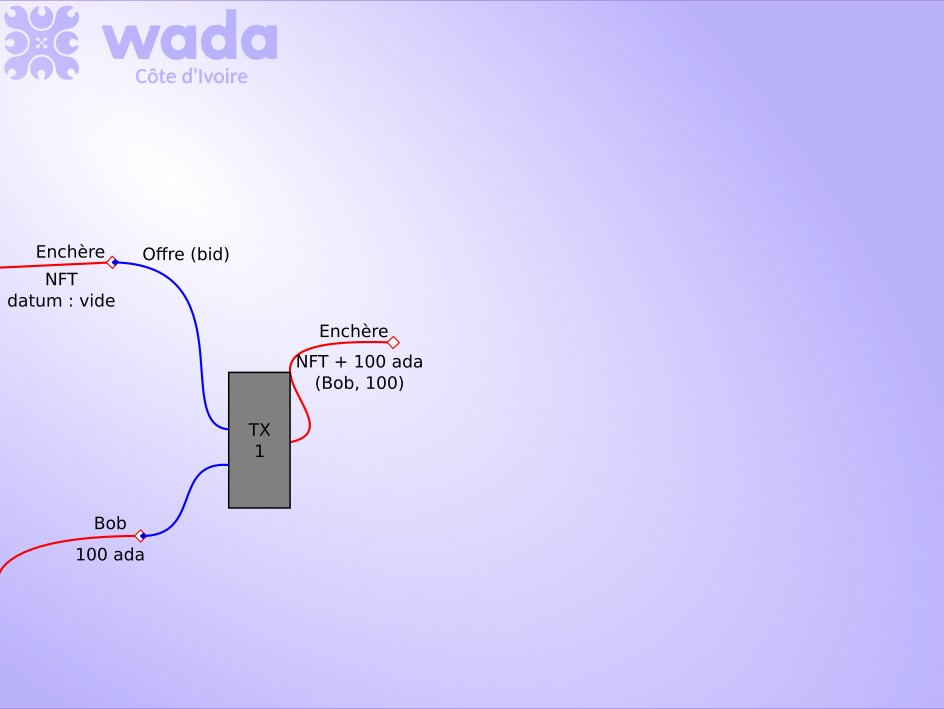 wada
Côte d'Ivoire
Enchère
Offre (bid)
NFT
datum : vide
Enchère
NFT + 100 ada
(Bob, 100)
TX
1
Bob
100 ada